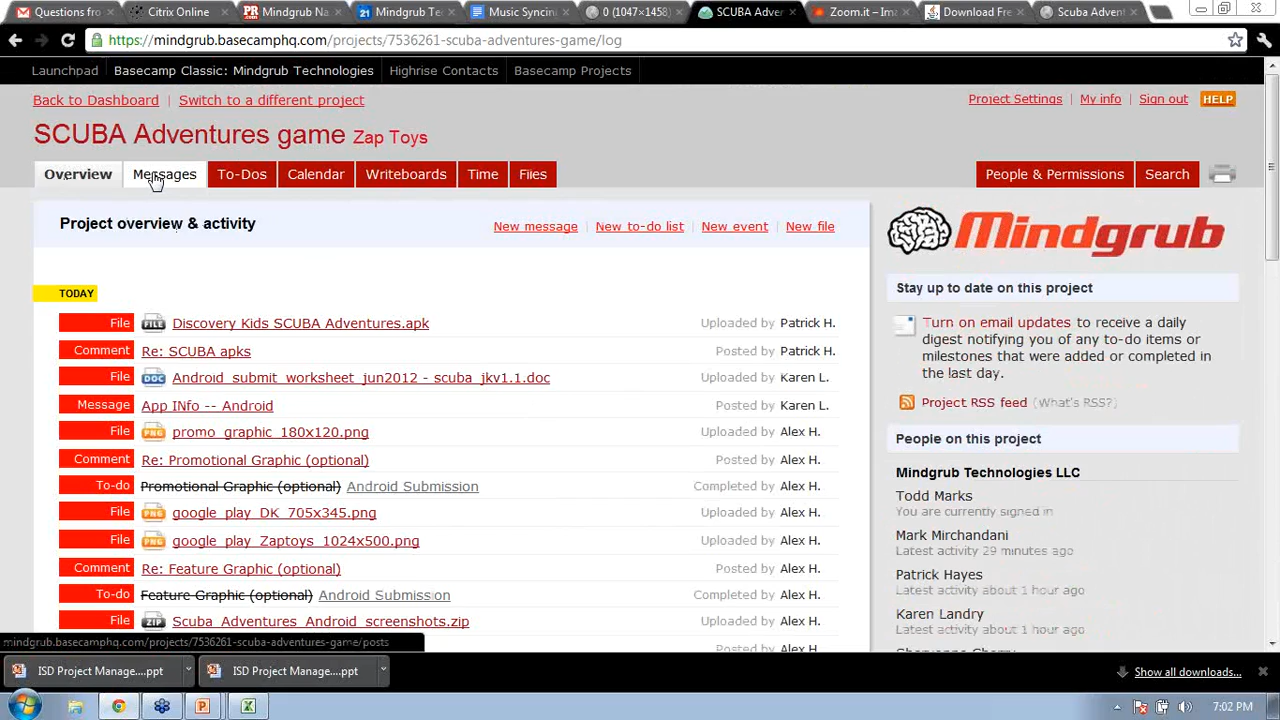 Questions fro
Citrix Online
Mindgrub Na
Mindgrub Tec
Music Syncin
0 (1047×1458)
SCUBA Adver
Zoom.it – Ima
Download Fre
Scuba Advent
https://mindgrub.basecamphq.com/projects/7536261-scuba-adventures-game/log
Launchpad Basecamp Classic: Mindgrub Technologies Highrise Contacts Basecamp Projects
Back to Dashboard Switch to a different project Project Settings My info Sign out HELP
SCUBA Adventures game Zap Toys
Overview Messages To-Dos Calendar Writeboards Time Files People & Permissions Search
Project overview & activity New message New to-do list New event New file
Mindgrub
TODAY
File FILE Discovery Kids SCUBA Adventures.apk Uploaded by Patrick H.
Comment Re: SCUBA apks Posted by Patrick H.
File DOC Android_submit_worksheet_jun2012 - scuba_jkv1.1.doc Uploaded by Karen L.
Message App INfo -- Android Posted by Karen L.
File PNG promo_graphic_180x120.png Uploaded by Alex H.
Comment Re: Promotional Graphic (optional) Posted by Alex H.
To-do Promotional Graphic (optional) Android Submission Completed by Alex H.
File PNG google_play_DK_705x345.png Uploaded by Alex H.
File PNG google_play_Zaptoys_1024x500.png Uploaded by Alex H.
Comment Re: Feature Graphic (optional) Posted by Alex H.
To-do Feature Graphic (optional) Android Submission Completed by Alex H.
File ZIP Scuba_Adventures_Android_screenshots.zip Uploaded by Alex H.
Stay up to date on this project
Turn on email updates to receive a daily
digest notifying you of any to-do items or
milestones that were added or completed in
the last day.
Project RSS feed (What's RSS?)
People on this project
Mindgrub Technologies LLC
Todd Marks
You are currently signed in
Mark Mirchandani
Latest activity 29 minutes ago
Patrick Hayes
Latest activity about 1 hour ago
Karen Landry
Latest activity about 1 hour ago
mindgrub.basecamphq.com/projects/7536261-scuba-adventures-game/posts
ISD Project Manage....ppt ISD Project Manage....ppt Show all downloads...
7:02 PM